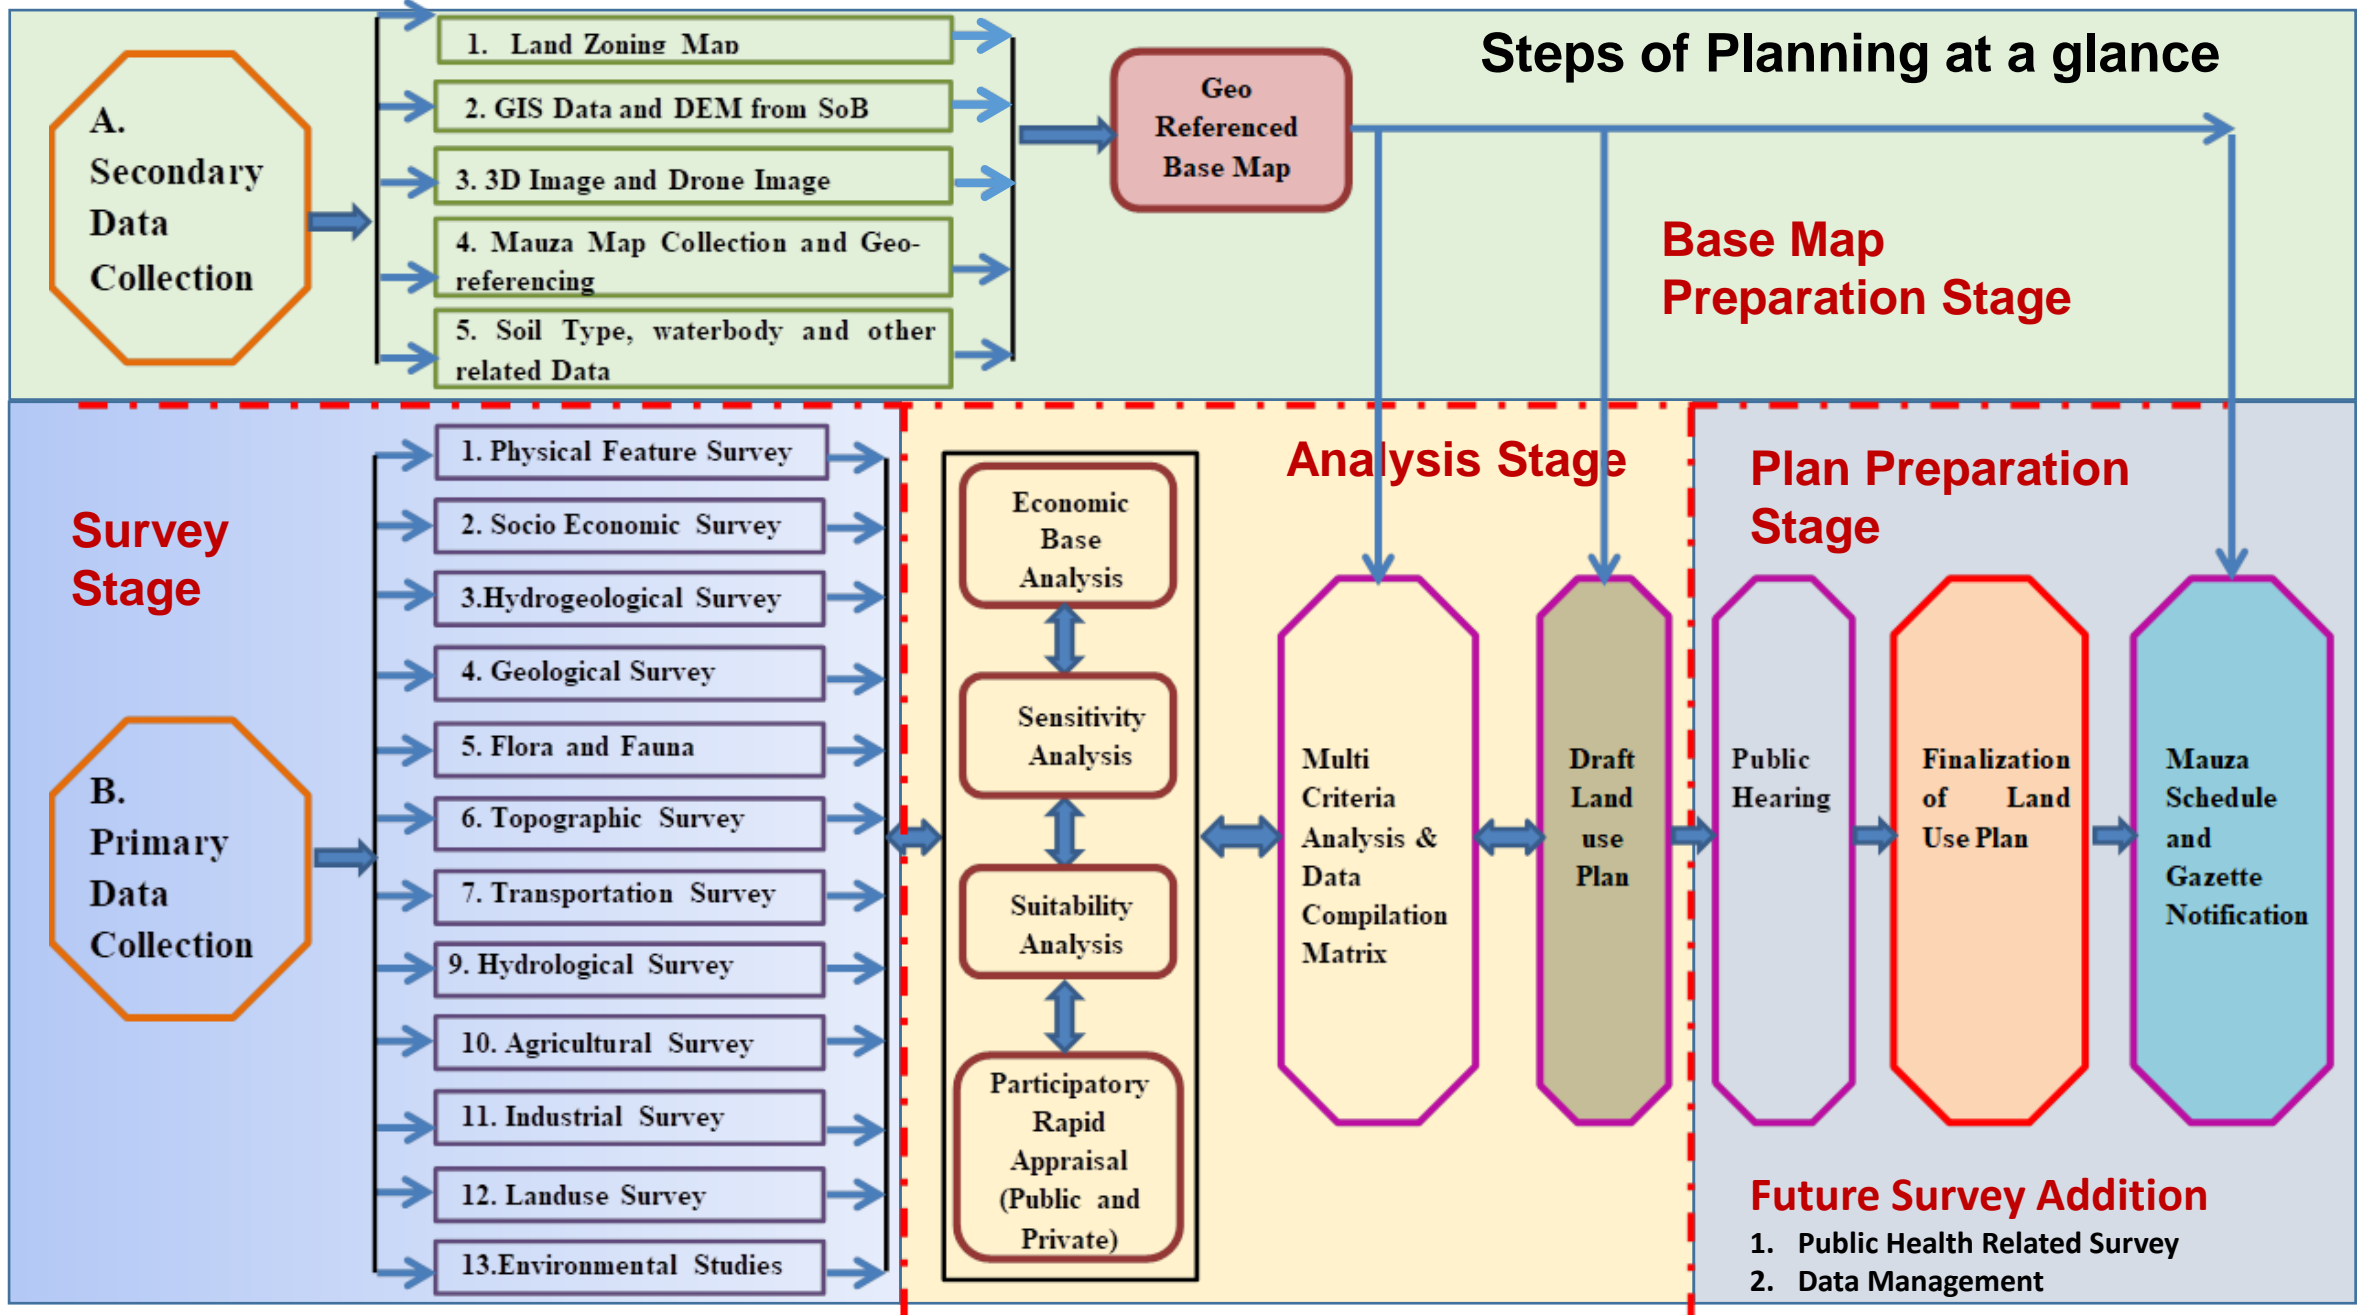 Steps of Planning at a glance
A.
Secondary
Data
Collection
1. Land Zoning Map
2. GIS Data and DEM from SoB
3. 3D Image and Drone Image
4. Mauza Map Collection and Geo-
referencing
5. Soil Type, waterbody and other
related Data
Geo
Referenced
Base Map
Base Map
Preparation Stage
Survey
Stage
B.
Primary
Data
Collection
1. Physical Feature Survey
2. Socio Economic Survey
3.Hydrogeological Survey
4. Geological Survey
5. Flora and Fauna
6. Topographic Survey
7. Transportation Survey
9. Hydrological Survey
10. Agricultural Survey
11. Industrial Survey
12. Landuse Survey
13.Environmental Studies
Analysis Stage
Economic
Base
Analysis
Sensitivity
Analysis
Suitability
Analysis
Participatory
Rapid
Appraisal
(Public and
Private)
Multi
Criteria
Analysis &
Data
Compilation
Matrix
Draft
Land
use
Plan
Plan Preparation
Stage
Public
Hearing
Finalization
of Land
Use Plan
Mauza
Schedule
and
Gazette
Notification
Future Survey Addition
1. Public Health Related Survey
2. Data Management